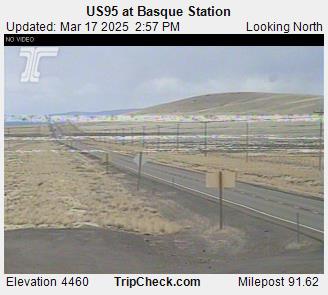 US95 at Basque Station
Updated: Mar 17 2025 2:57 PM Looking North
NO VIDEO
Elevation 4460 TripCheck.com Milepost 91.62